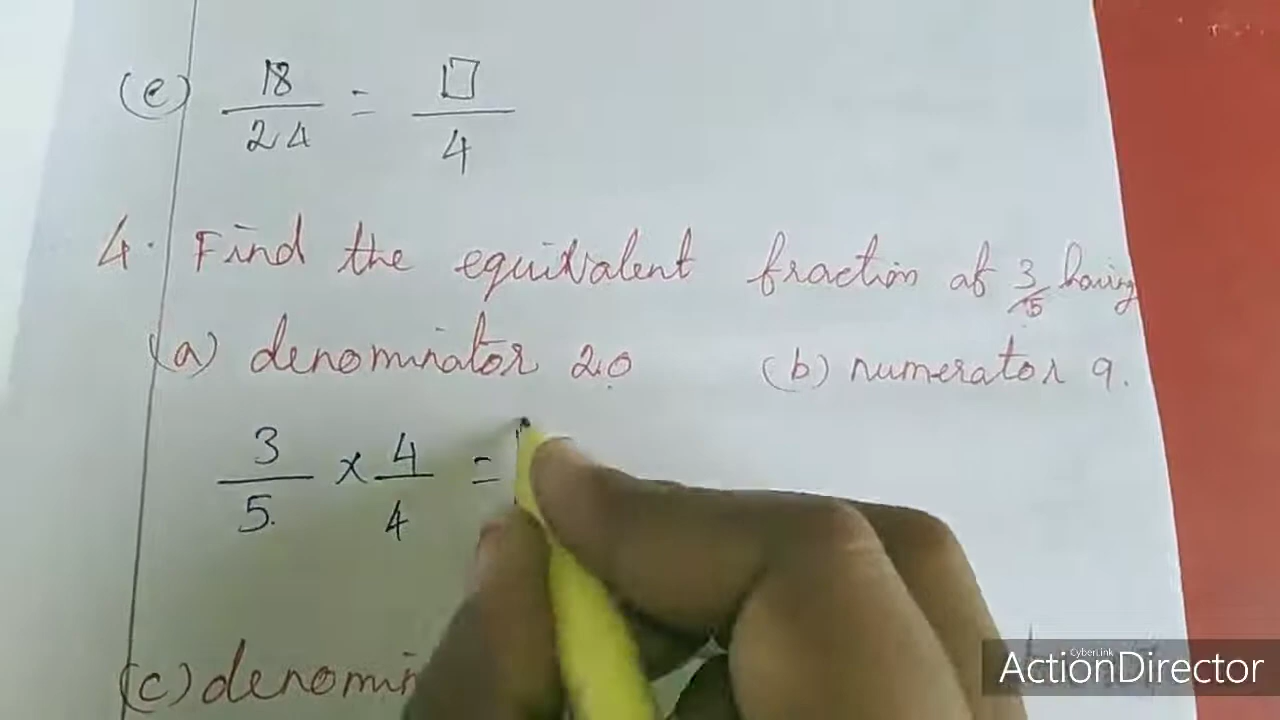 (e) 18/24 = □/4
4. Find the equivalent fraction of 3/5 having
(a) denominator 20 (b) numerator 9.
3/5 × 4/4 =
(c) denomin
CyberLink
ActionDirector